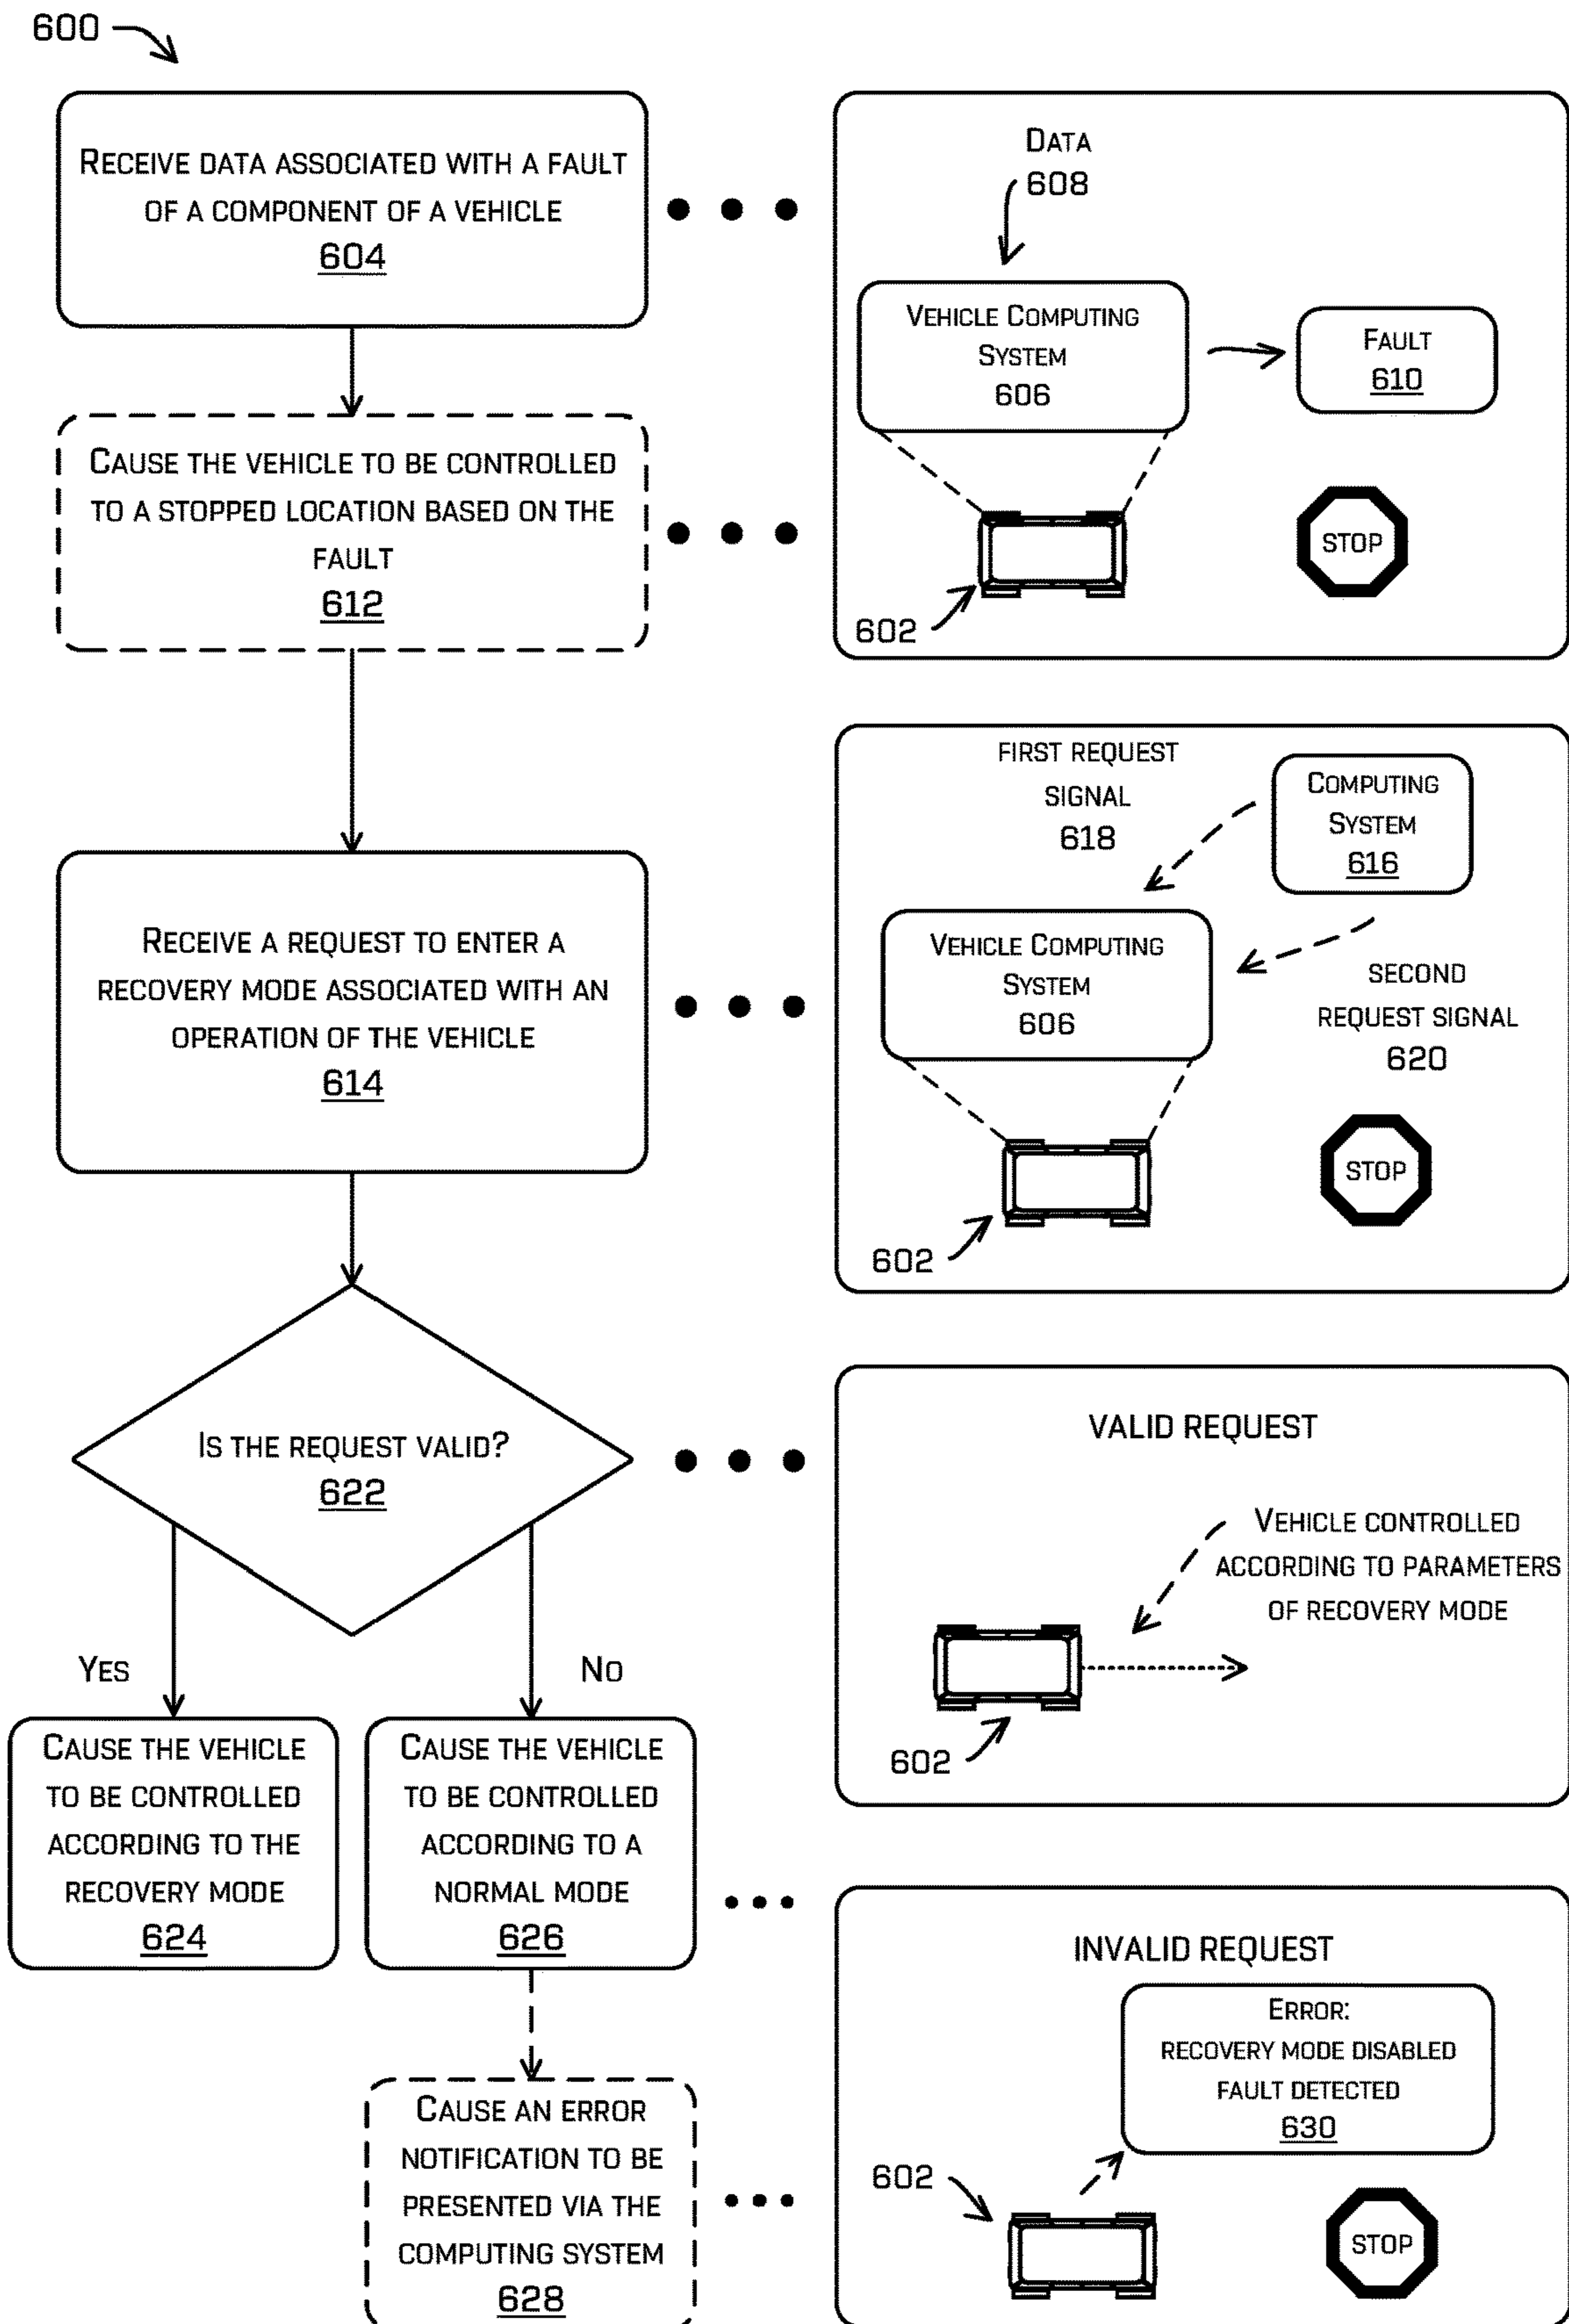 600
RECEIVE DATA ASSOCIATED WITH A FAULT
OF A COMPONENT OF A VEHICLE
604
CAUSE THE VEHICLE TO BE CONTROLLED
TO A STOPPED LOCATION BASED ON THE
FAULT
612
DATA
608
VEHICLE COMPUTING
SYSTEM
606
FAULT
610
STOP
602
RECEIVE A REQUEST TO ENTER A
RECOVERY MODE ASSOCIATED WITH AN
OPERATION OF THE VEHICLE
614
FIRST REQUEST
SIGNAL
618
COMPUTING
SYSTEM
616
VEHICLE COMPUTING
SYSTEM
606
SECOND
REQUEST SIGNAL
620
STOP
602
IS THE REQUEST VALID?
622
YES
NO
VALID REQUEST
VEHICLE CONTROLLED
ACCORDING TO PARAMETERS
OF RECOVERY MODE
602
CAUSE THE VEHICLE
TO BE CONTROLLED
ACCORDING TO THE
RECOVERY MODE
624
CAUSE THE VEHICLE
TO BE CONTROLLED
ACCORDING TO A
NORMAL MODE
626
CAUSE AN ERROR
NOTIFICATION TO BE
PRESENTED VIA THE
COMPUTING SYSTEM
628
INVALID REQUEST
ERROR:
RECOVERY MODE DISABLED
FAULT DETECTED
630
602
STOP